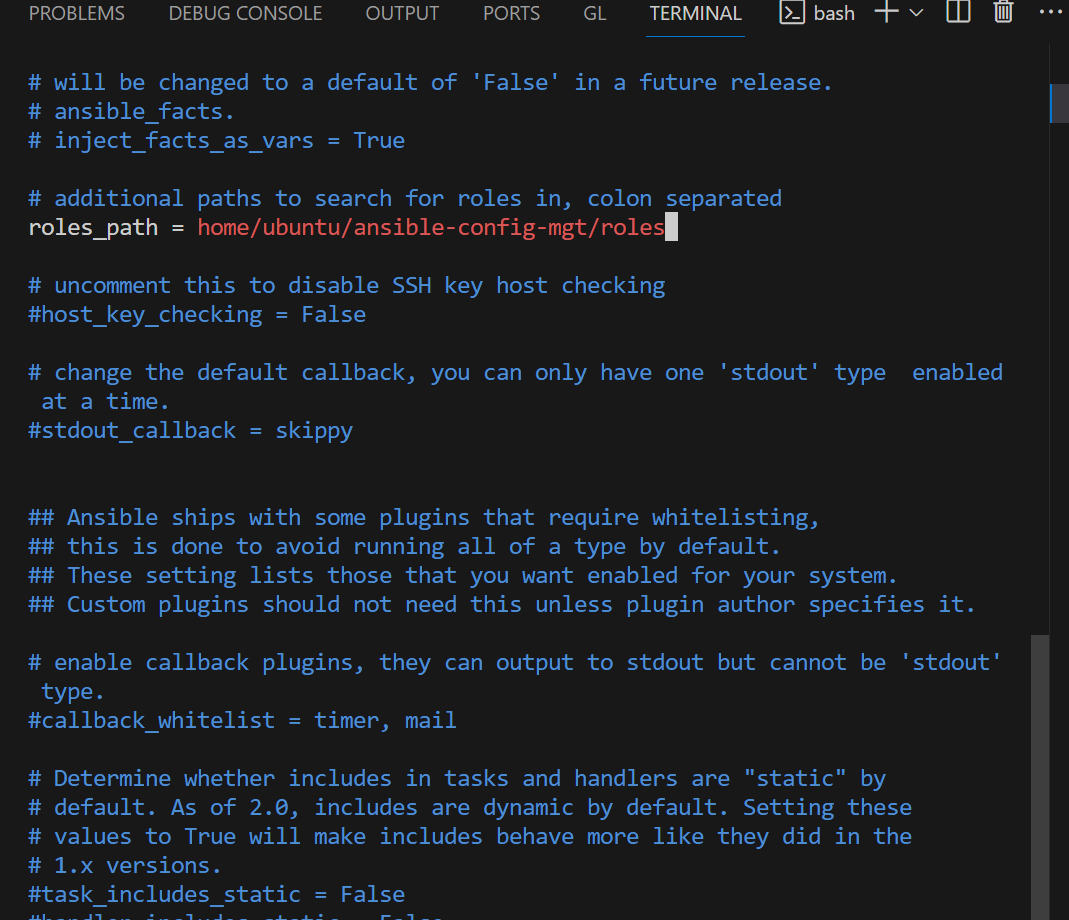 PROBLEMS DEBUG CONSOLE OUTPUT PORTS GL TERMINAL bash
# will be changed to a default of 'False' in a future release.
# ansible_facts.
# inject_facts_as_vars = True
# additional paths to search for roles in, colon separated
roles_path = home/ubuntu/ansible-config-mgt/roles
# uncomment this to disable SSH key host checking
#host_key_checking = False
# change the default callback, you can only have one 'stdout' type  enabled
at a time.
#stdout_callback = skippy
## Ansible ships with some plugins that require whitelisting,
## this is done to avoid running all of a type by default.
## These setting lists those that you want enabled for your system.
## Custom plugins should not need this unless plugin author specifies it.
# enable callback plugins, they can output to stdout but cannot be 'stdout'
type.
#callback_whitelist = timer, mail
# Determine whether includes in tasks and handlers are "static" by
# default. As of 2.0, includes are dynamic by default. Setting these
# values to True will make includes behave more like they did in the
# 1.x versions.
#task_includes_static = False
#handler_includes_static = False